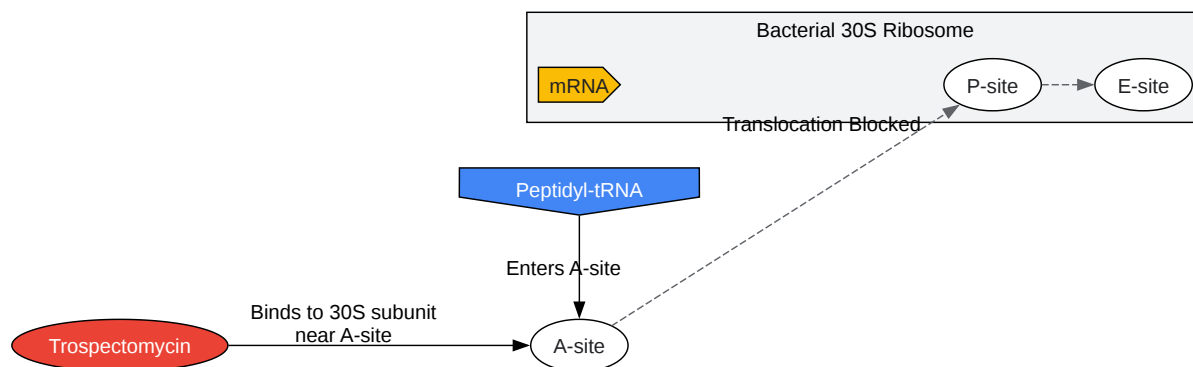 Bacterial 30S Ribosome
mRNA
P-site
E-site
Translocation Blocked
Peptidyl-tRNA
Enters A-site
Binds to 30S subunit
near A-site
Trospectomycin
A-site